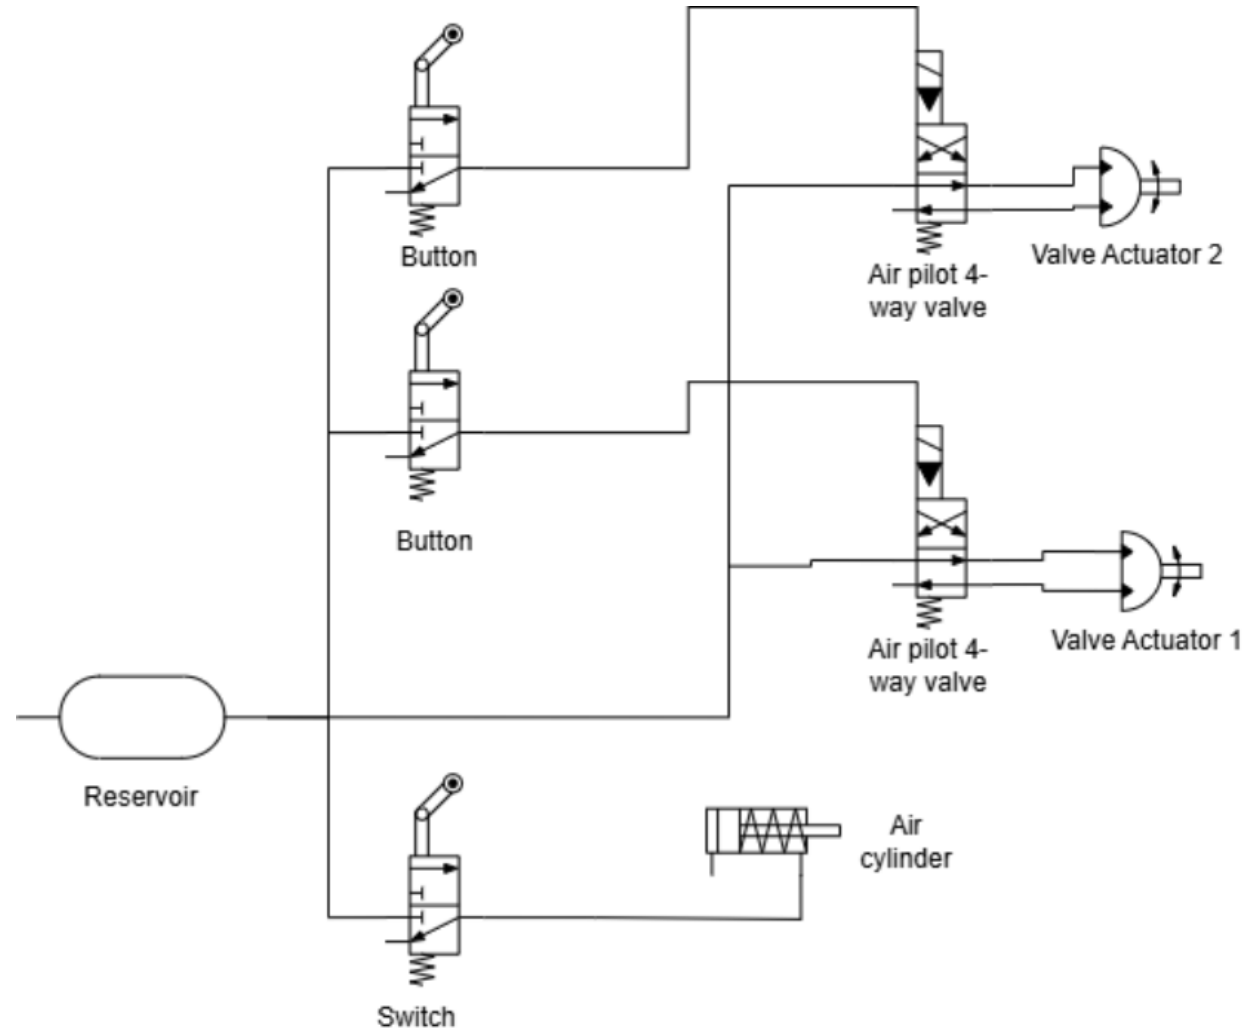 Button
Valve Actuator 2
Air pilot 4-
way valve
Button
Valve Actuator 1
Air pilot 4-
way valve
Reservoir
Air
cylinder
Switch